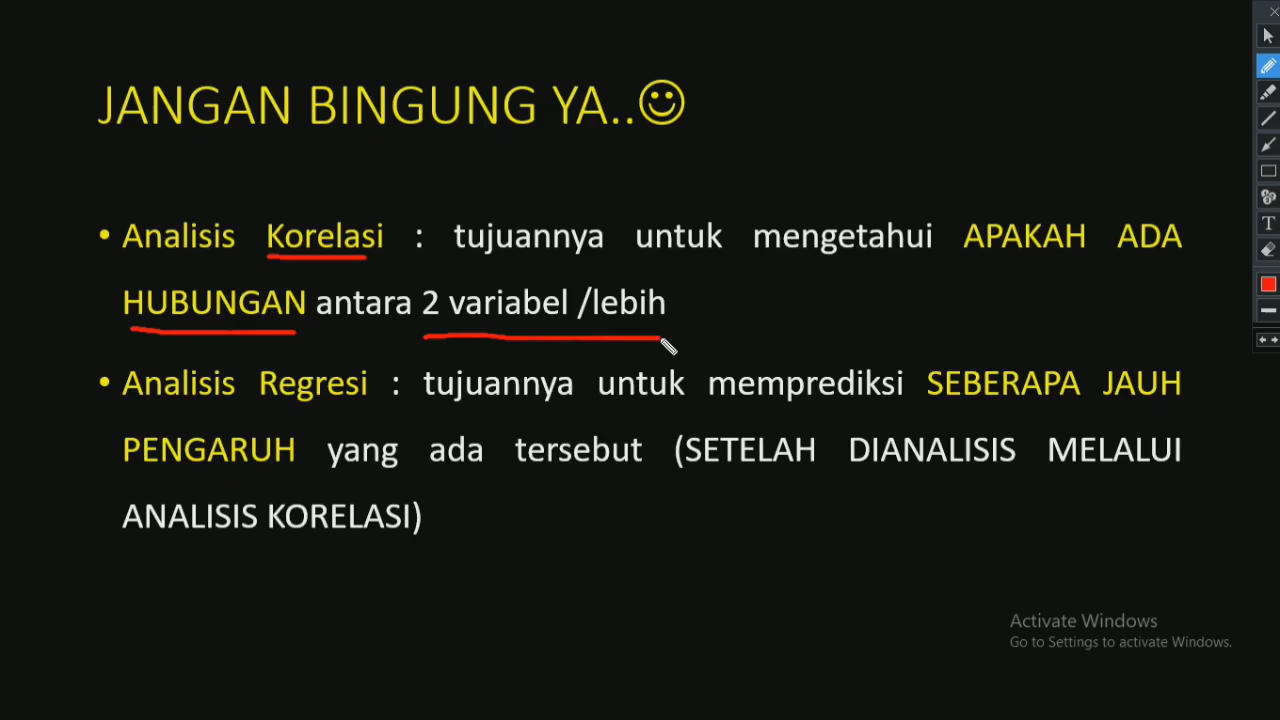 JANGAN BINGUNG YA..☺
• Analisis Korelasi : tujuannya untuk mengetahui APAKAH ADA
HUBUNGAN antara 2 variabel /lebih
• Analisis Regresi : tujuannya untuk memprediksi SEBERAPA JAUH
PENGARUH yang ada tersebut (SETELAH DIANALISIS MELALUI
ANALISIS KORELASI)
Activate Windows
Go to Settings to activate Windows.